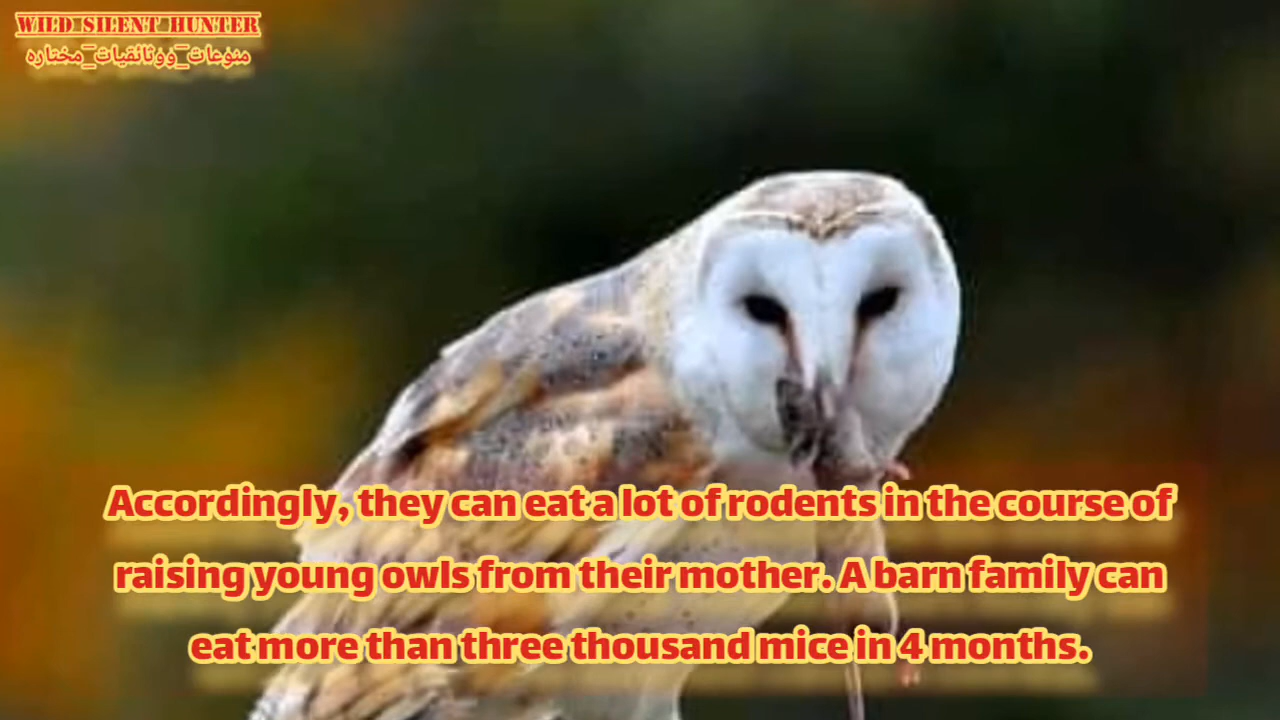 WILD SILENT HUNTER
منوعات_ووثائقيات_مختاره
Accordingly, they can eat a lot of rodents in the course of
raising young owls from their mother. A barn family can
eat more than three thousand mice in 4 months.